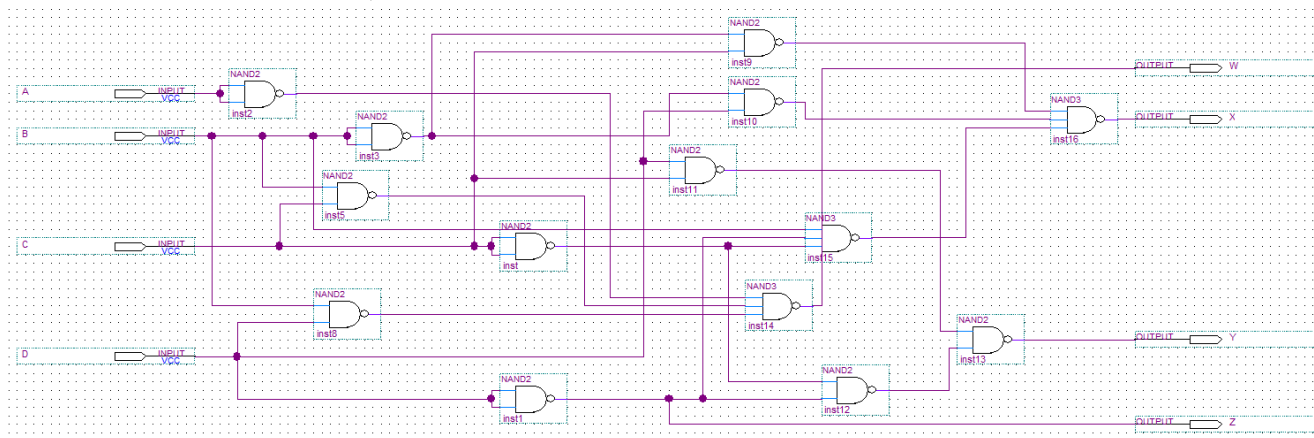 NAND2
inst9
OUTPUT W
NAND2
inst2
A INPUT
VCC
NAND2
inst10
NAND3
inst16
OUTPUT X
NAND2
inst3
B INPUT
VCC
NAND2
inst11
NAND2
inst5
NAND3
inst15
NAND2
inst
C INPUT
VCC
NAND2
inst8
NAND3
inst14
NAND2
inst13
OUTPUT Y
D INPUT
VCC
NAND2
inst1
NAND2
inst12
OUTPUT Z